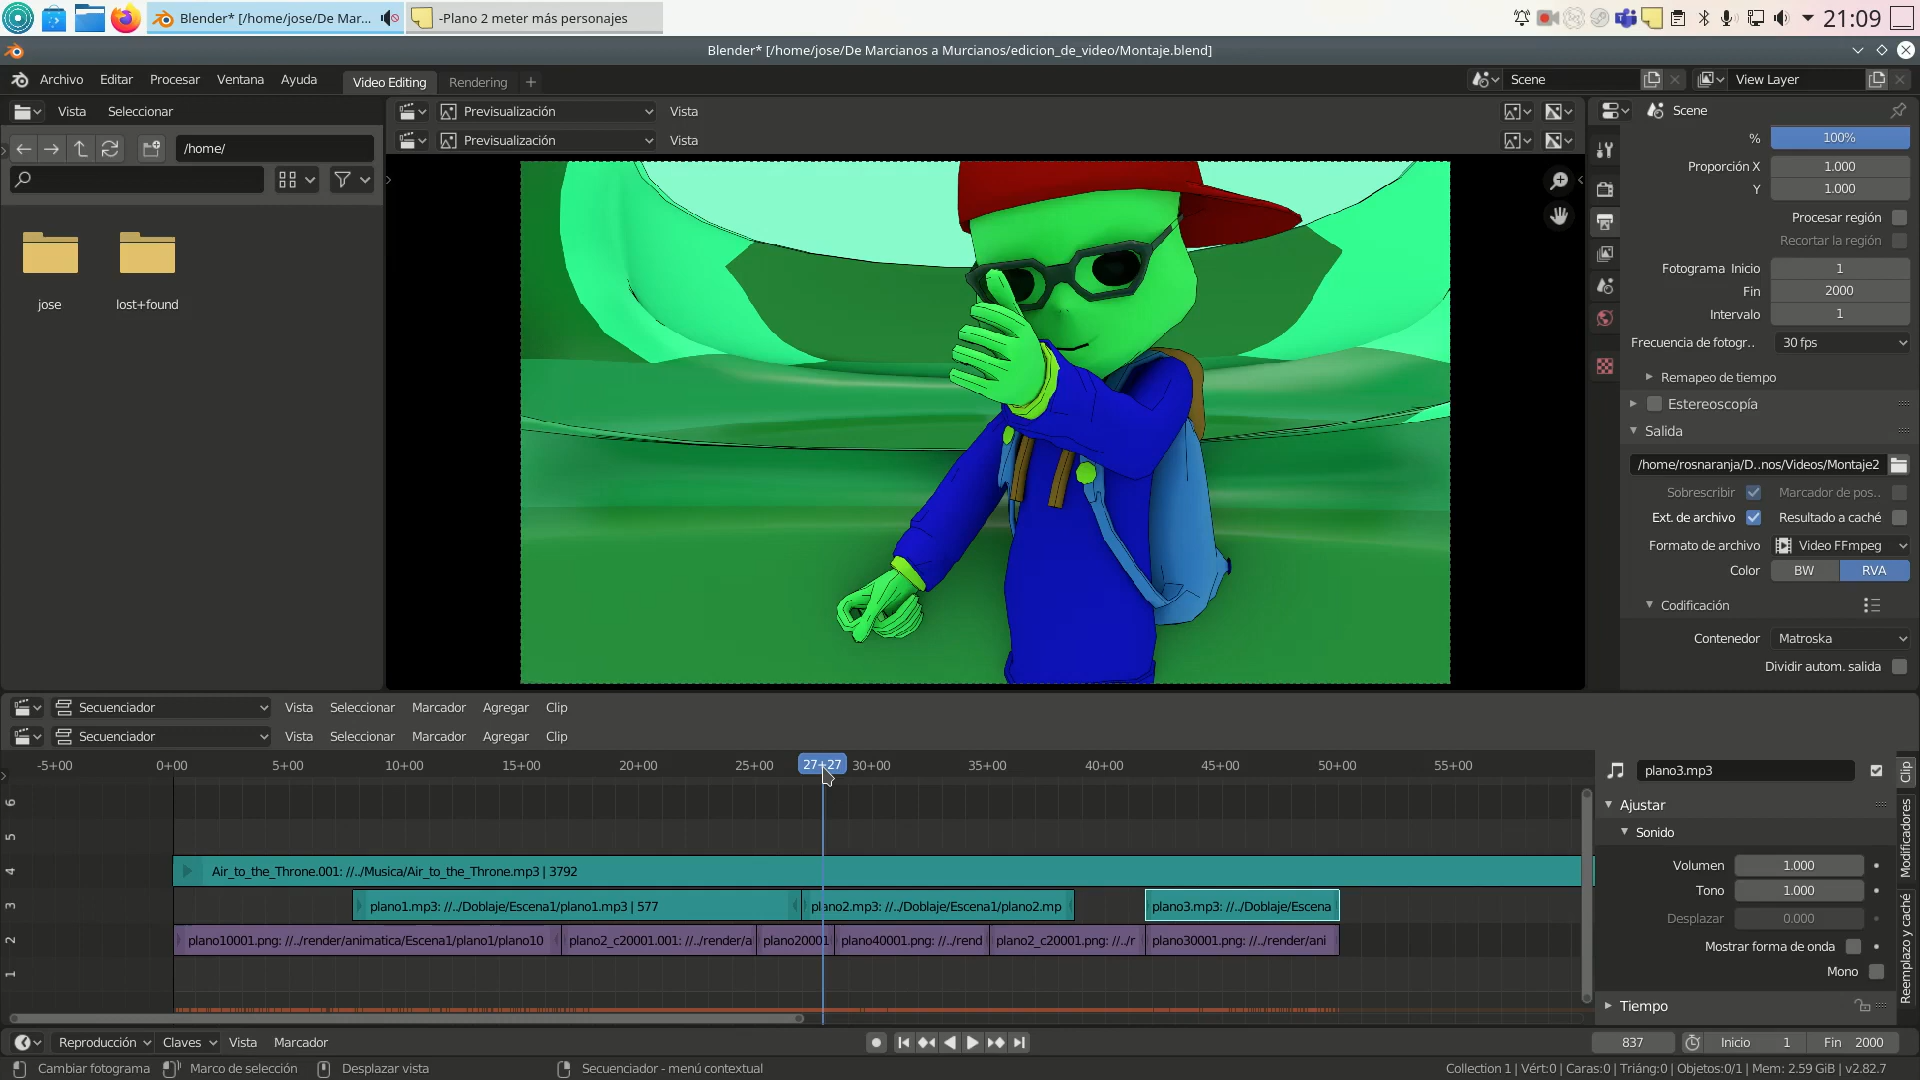 Blender* [/home/jose/De Mar...
-Plano 2 meter más personajes
21:09
Blender* [/home/jose/De Marcianos a Murcianos/edicion_de_video/Montaje.blend]
Archivo Editar Procesar Ventana Ayuda Video Editing Rendering + Scene View Layer
Vista Seleccionar
Previsualización Vista
Scene
/home/
Previsualización Vista
% 100%
Proporción X 1.000
Y 1.000
Procesar región
Recortar la región
jose lost+found
Fotograma Inicio 1
Fin 2000
Intervalo 1
Frecuencia de fotogr.. 30 fps
Remapeo de tiempo
Estereoscopía
Salida
/home/rosnaranja/D..nos/Videos/Montaje2
Sobrescribir Marcador de pos..
Ext. de archivo Resultado a caché
Formato de archivo Video FFmpeg
Color BW RVA
Codificación
Contenedor Matroska
Dividir autom. salida
Secuenciador Vista Seleccionar Marcador Agregar Clip
Secuenciador Vista Seleccionar Marcador Agregar Clip
-5+00 0+00 5+00 10+00 15+00 20+00 25+00 27+27 30+00 35+00 40+00 45+00 50+00 55+00
6
5
4
3
2
1
Air_to_the_Throne.001: //../Musica/Air_to_the_Throne.mp3 | 3792
plano1.mp3: //../Doblaje/Escena1/plano1.mp3 | 577
plano2.mp3: //../Doblaje/Escena1/plano2.mp
plano3.mp3: //../Doblaje/Escena
plano10001.png: //../render/animatica/Escena1/plano1/plano10
plano2_c20001.001: //../render/a
plano20001
plano40001.png: //../rend
plano2_c20001.png: //../r
plano30001.png: //../render/ani
plano3.mp3
Ajustar
Sonido
Volumen 1.000
Tono 1.000
Desplazar 0.000
Mostrar forma de onda
Mono
Tiempo
Clip
Modificadores
Reemplazo y caché
Reproducción Claves Vista Marcador 837 Inicio 1 Fin 2000
Cambiar fotograma Marco de selección Desplazar vista Secuenciador - menú contextual Collection 1 | Vért:0 | Caras:0 | Triáng:0 | Objetos:0/1 | Mem: 2.59 GiB | v2.82.7